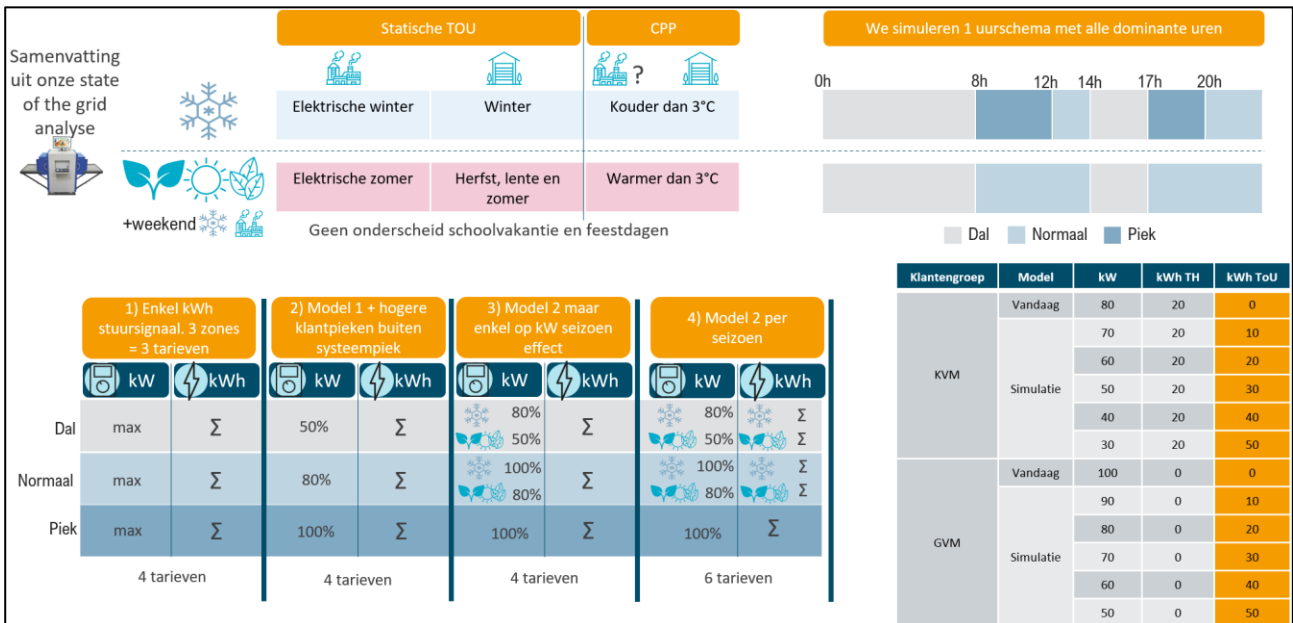 Samenvatting
uit onze state
of the grid
analyse
Statische TOU
CPP
?
Elektrische winter
Winter
Kouder dan 3°C
Elektrische zomer
Herfst, lente en
zomer
Warmer dan 3°C
+weekend
Geen onderscheid schoolvakantie en feestdagen
We simuleren 1 uurschema met alle dominante uren
0h 8h 12h 14h 17h 20h
Dal Normaal Piek
1) Enkel kWh
stuursignaal. 3 zones
= 3 tarieven
2) Model 1 + hogere
klantpieken buiten
systeempiek
3) Model 2 maar
enkel op kW seizoen
effect
4) Model 2 per
seizoen
kW kWh kW kWh kW kWh kW kWh
Dal max Σ 50% Σ 80% Σ 80% Σ
50% 50% Σ
Normaal max Σ 80% Σ 100% Σ 100% Σ
80% 80% Σ
Piek max Σ 100% Σ 100% Σ 100% Σ
4 tarieven 4 tarieven 4 tarieven 6 tarieven
Klantengroep Model kW kWh TH kWh ToU
KVM Vandaag 80 20 0
Simulatie 70 20 10
60 20 20
50 20 30
40 20 40
30 20 50
GVM Vandaag 100 0 0
Simulatie 90 0 10
80 0 20
70 0 30
60 0 40
50 0 50